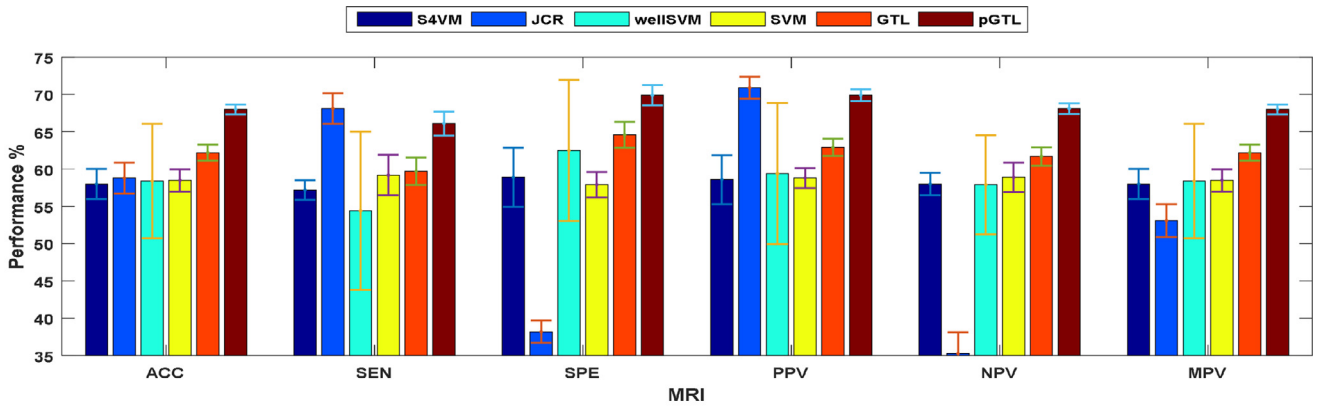 S4VM JCR wellSVM SVM GTL pGTL
Performance %
75
70
65
60
55
50
45
40
35
ACC SEN SPE PPV NPV MPV
MRI